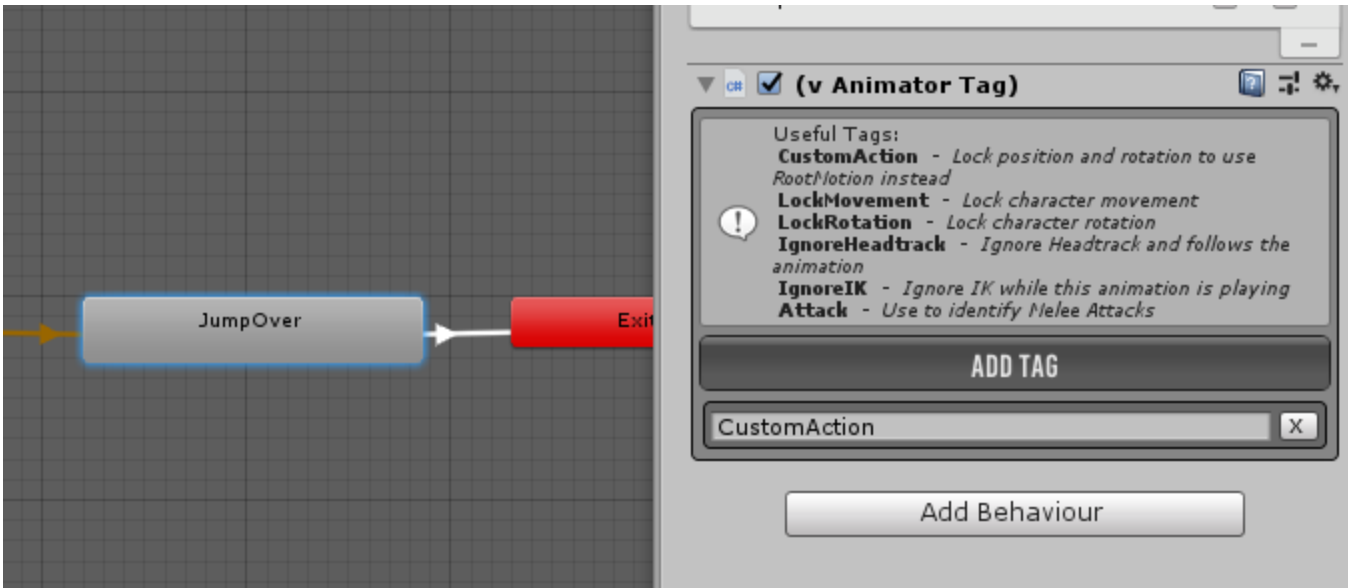 (v Animator Tag)
Useful Tags:
CustomAction - Lock position and rotation to use
RootMotion instead
LockMovement - Lock character movement
LockRotation - Lock character rotation
IgnoreHeadtrack - Ignore Headtrack and follows the
animation
IgnoreIK - Ignore IK while this animation is playing
Attack - Use to identify Melee Attacks
JumpOver
Exit
ADD TAG
CustomAction
X
Add Behaviour